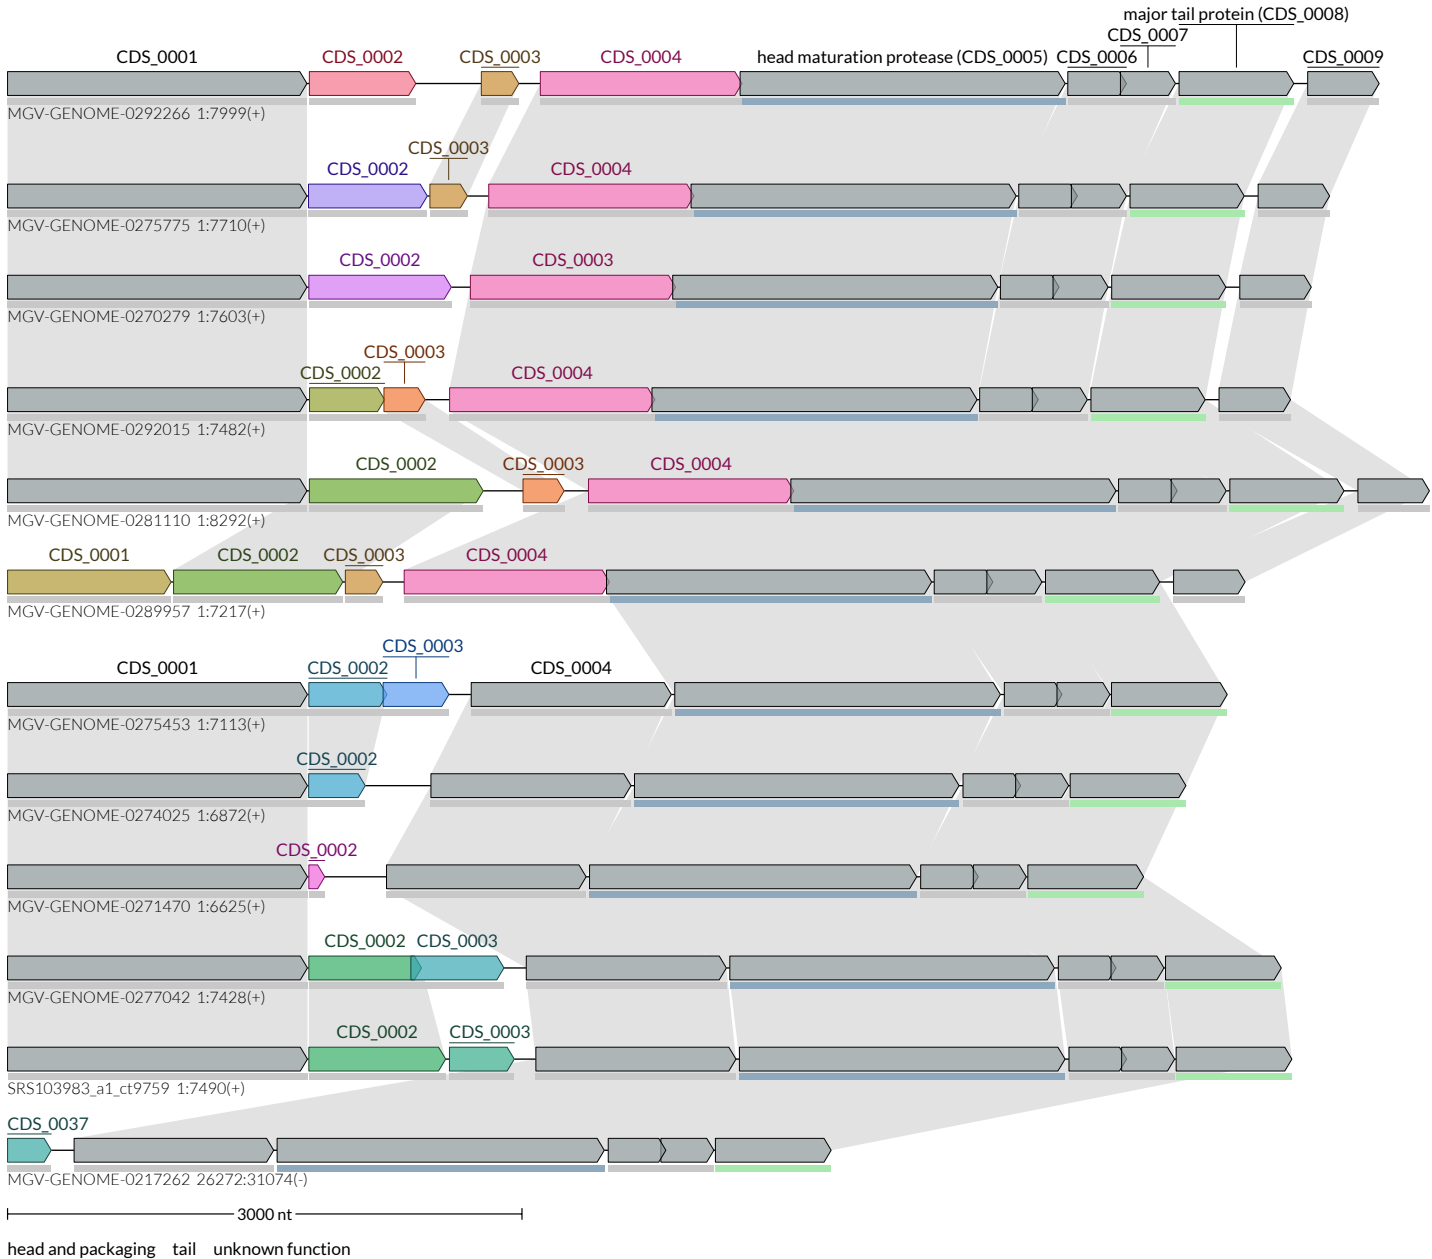 major tail protein (CDS_0008)
CDS_0007
CDS_0001 CDS_0002 CDS_0003 CDS_0004 head maturation protease (CDS_0005) CDS_0006 CDS_0009
MGV-GENOME-0292266 1:7999(+)
CDS_0003
CDS_0002 CDS_0004
MGV-GENOME-0275775 1:7710(+)
CDS_0002 CDS_0003
MGV-GENOME-0270279 1:7603(+)
CDS_0003
CDS_0002 CDS_0004
MGV-GENOME-0292015 1:7482(+)
CDS_0002 CDS_0003 CDS_0004
MGV-GENOME-0281110 1:8292(+)
CDS_0001 CDS_0002 CDS_0003 CDS_0004
MGV-GENOME-0289957 1:7217(+)
CDS_0003
CDS_0001 CDS_0002 CDS_0004
MGV-GENOME-0275453 1:7113(+)
CDS_0002
MGV-GENOME-0274025 1:6872(+)
CDS_0002
MGV-GENOME-0271470 1:6625(+)
CDS_0002 CDS_0003
MGV-GENOME-0277042 1:7428(+)
CDS_0002 CDS_0003
SRS103983_a1_ct9759 1:7490(+)
CDS_0037
MGV-GENOME-0217262 26272:31074(-)
3000 nt
head and packaging tail unknown function